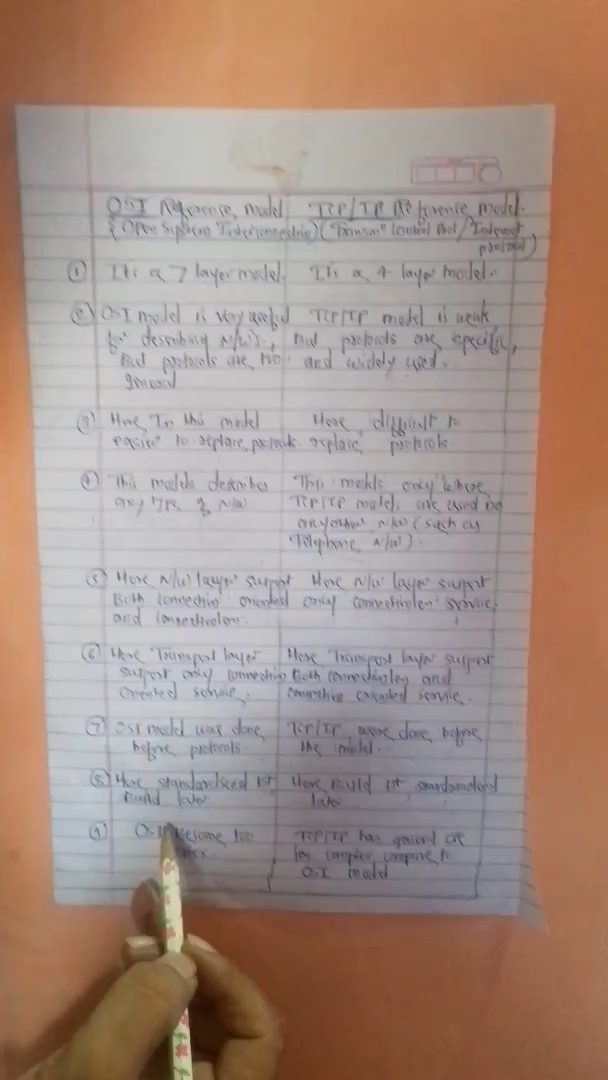 OSI Reference model TCP/IP Reference model.
(Open System Interconnection) (Transm. Control Prot/Internet protocol)
① It is a 7 layer model. It is a 4 layer model.
② OSI model is very useful TCP/IP model is weak
for describing N/w's, But protocols are specific,
But protocols are too and widely used.
general
③ Here, In this model Here, difficult to
easier to replace protocols replace protocols.
④ This models describes This models only where
any type of N/w TCP/IP models are used in
any other N/w (such as
Telephone N/w).
⑤ Here N/w layer support Here N/w layer support
Both connection oriented only connectionless service
and connectionless.
⑥ Here Transport layer Here Transport layer support
support only connection Both connectionless and
oriented service. connection oriented service.
⑦ OSI model was done TCP/IP were done before
before protocols the model.
⑧ Here standardized 1st, Here Build 1st, standardized
Build later later
⑨ OSI become too TCP/IP has general
less complex compare to
OSI model